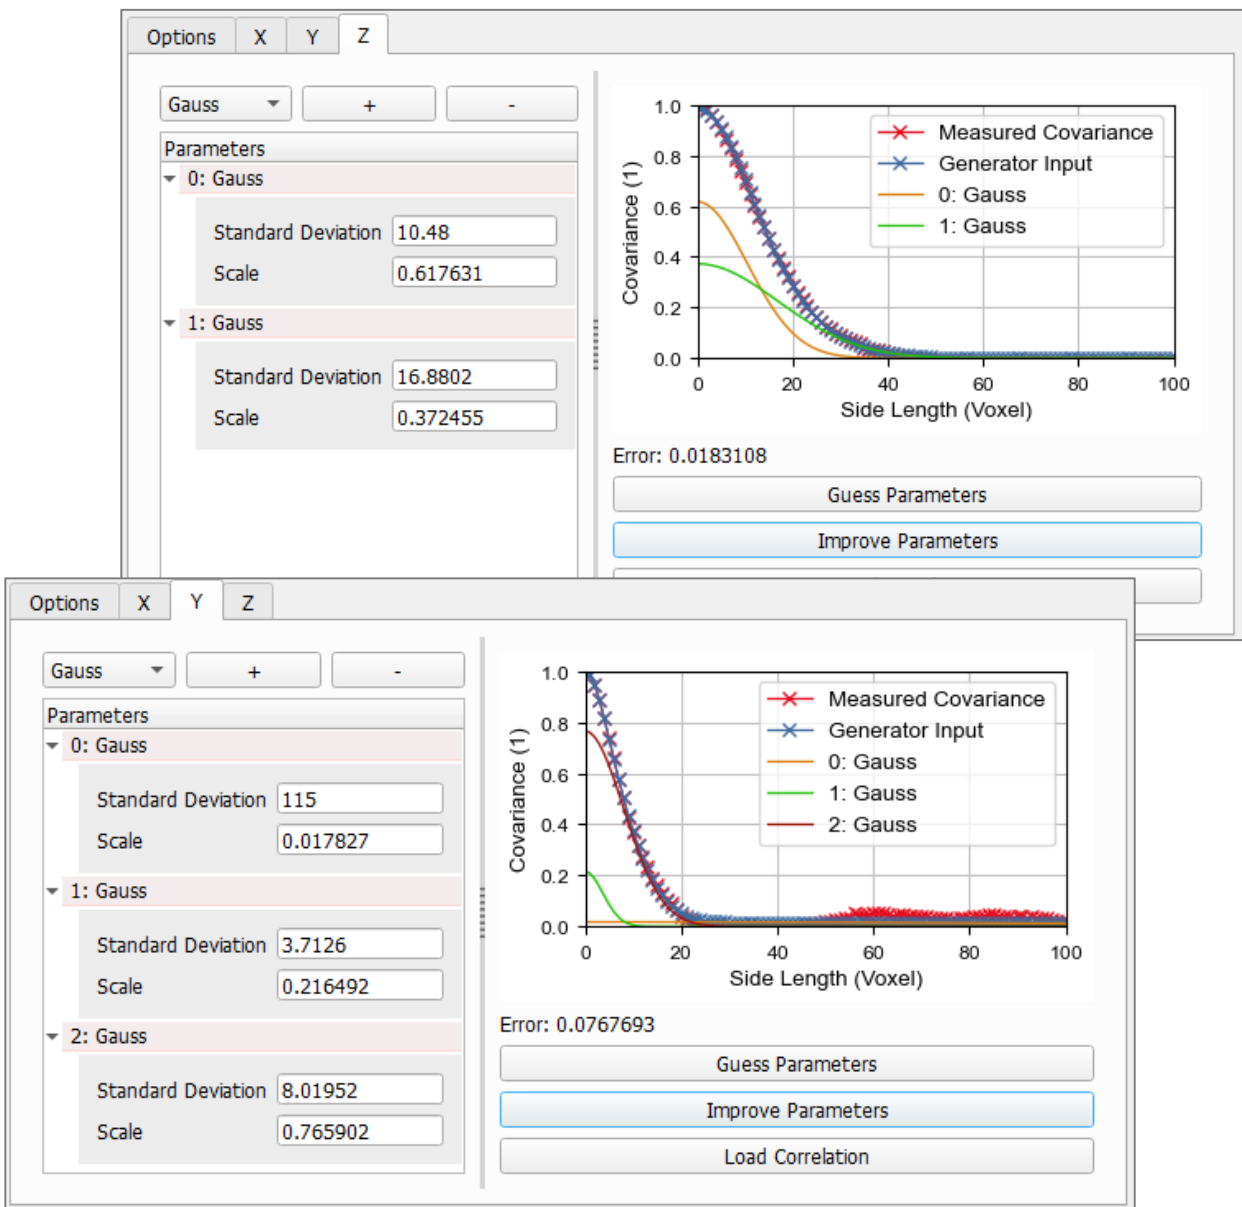 Options X Y Z
Gauss + -
Parameters
0: Gauss
Standard Deviation 10.48
Scale 0.617631
1: Gauss
Standard Deviation 16.8802
Scale 0.372455
Covariance (1)
1.0
0.8
0.6
0.4
0.2
0.0
Measured Covariance
Generator Input
0: Gauss
1: Gauss
0 20 40 60 80 100
Side Length (Voxel)
Error: 0.0183108
Guess Parameters
Improve Parameters
Options X Y Z
Gauss + -
Parameters
0: Gauss
Standard Deviation 115
Scale 0.017827
1: Gauss
Standard Deviation 3.7126
Scale 0.216492
2: Gauss
Standard Deviation 8.01952
Scale 0.765902
Covariance (1)
1.0
0.8
0.6
0.4
0.2
0.0
Measured Covariance
Generator Input
0: Gauss
1: Gauss
2: Gauss
0 20 40 60 80 100
Side Length (Voxel)
Error: 0.0767693
Guess Parameters
Improve Parameters
Load Correlation